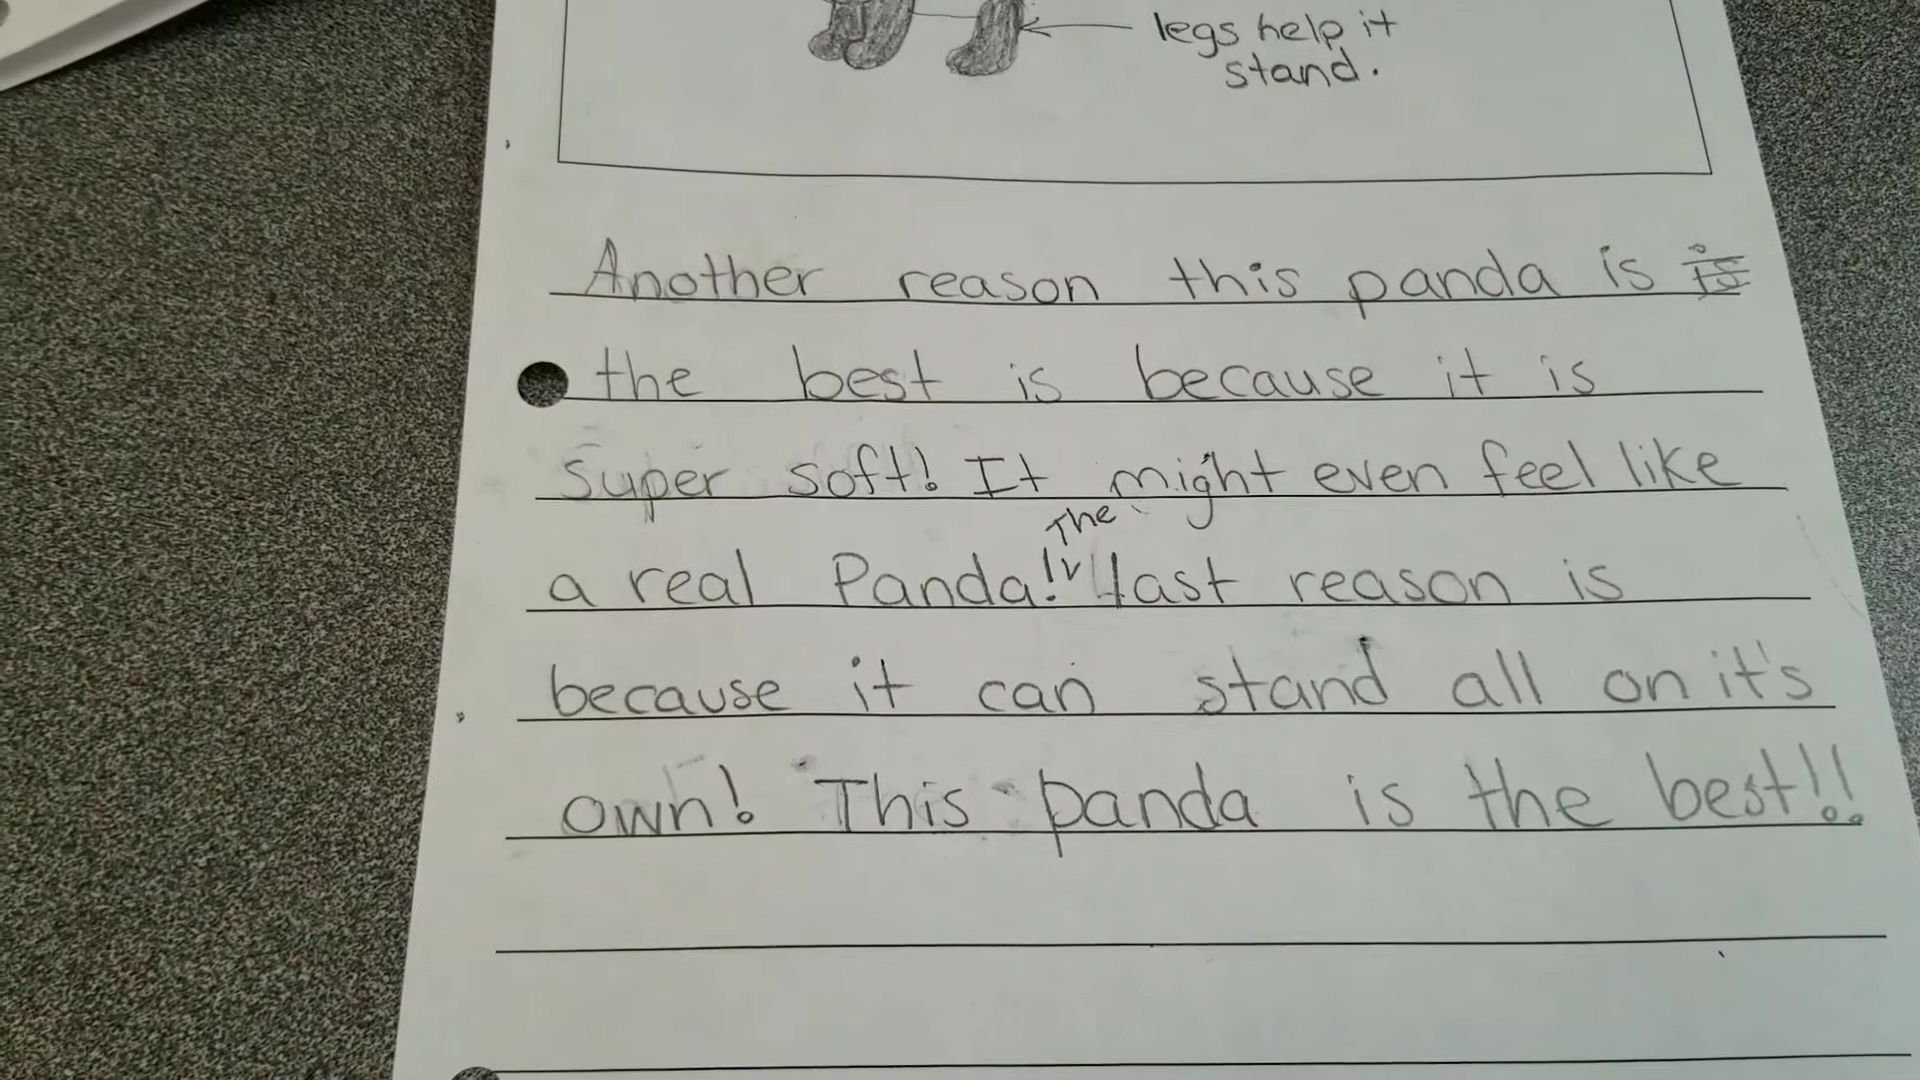 legs help it
stand.
Another reason this panda is is
the best is because it is
super soft! It might even feel like
The
a real Panda! last reason is
because it can stand all on it's
own! This panda is the best!!